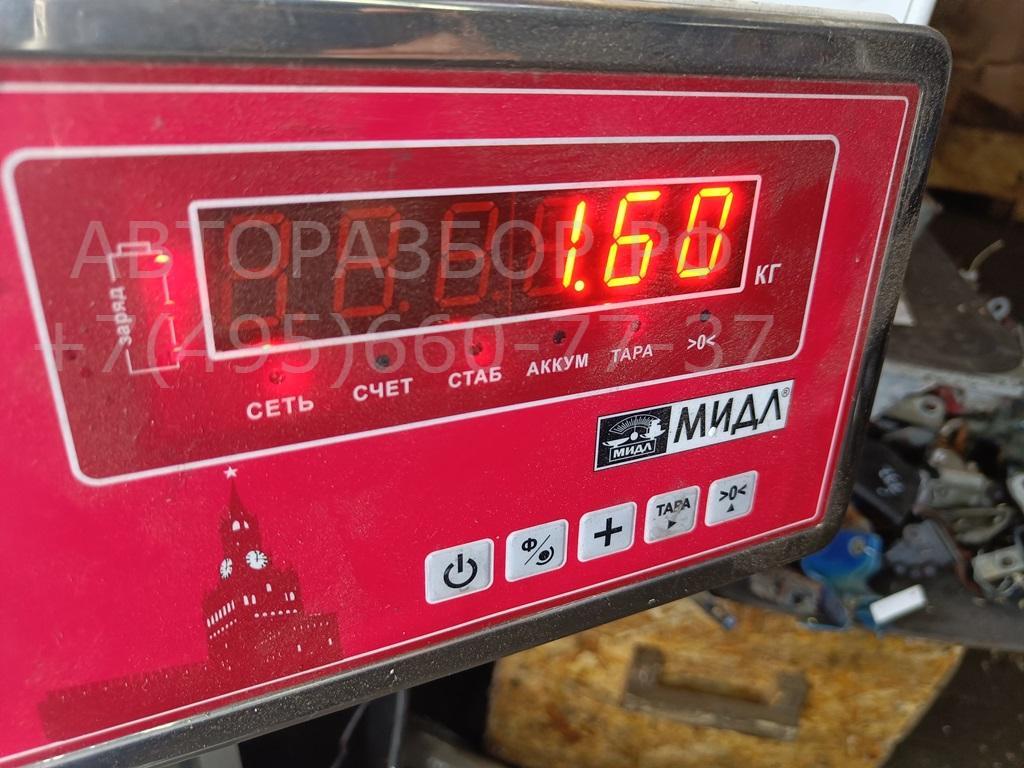 1.60
КГ
АВТОРАЗБОР.РФ
+7(495)660-77-37
заряд
СЕТЬ СЧЕТ СТАБ АККУМ ТАРА >0<
МИДЛ МИДЛ®
Ф + ТАРА >0<